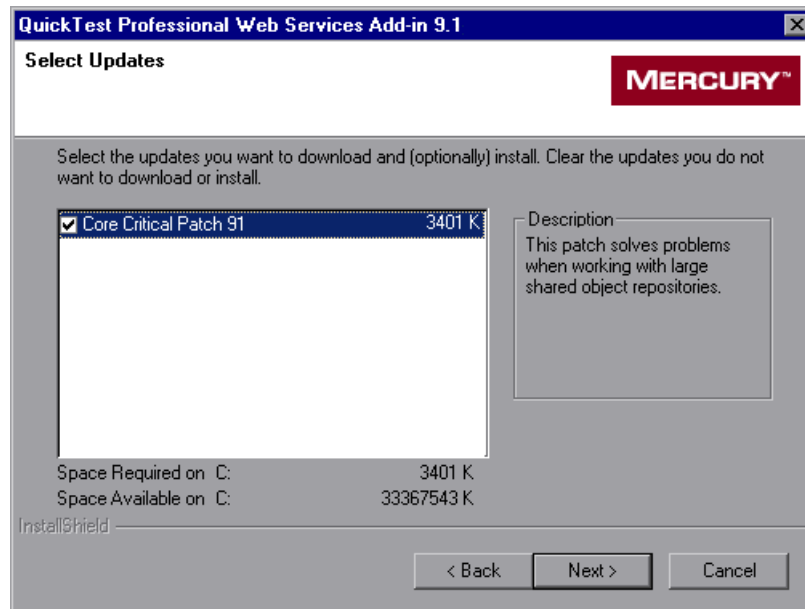 QuickTest Professional Web Services Add-in 9.1
Select Updates
MERCURY™
Select the updates you want to download and (optionally) install. Clear the updates you do not
want to download or install.
Core Critical Patch 91 3401 K
Description
This patch solves problems
when working with large
shared object repositories.
Space Required on C: 3401 K
Space Available on C: 33367543 K
InstallShield
< Back Next > Cancel